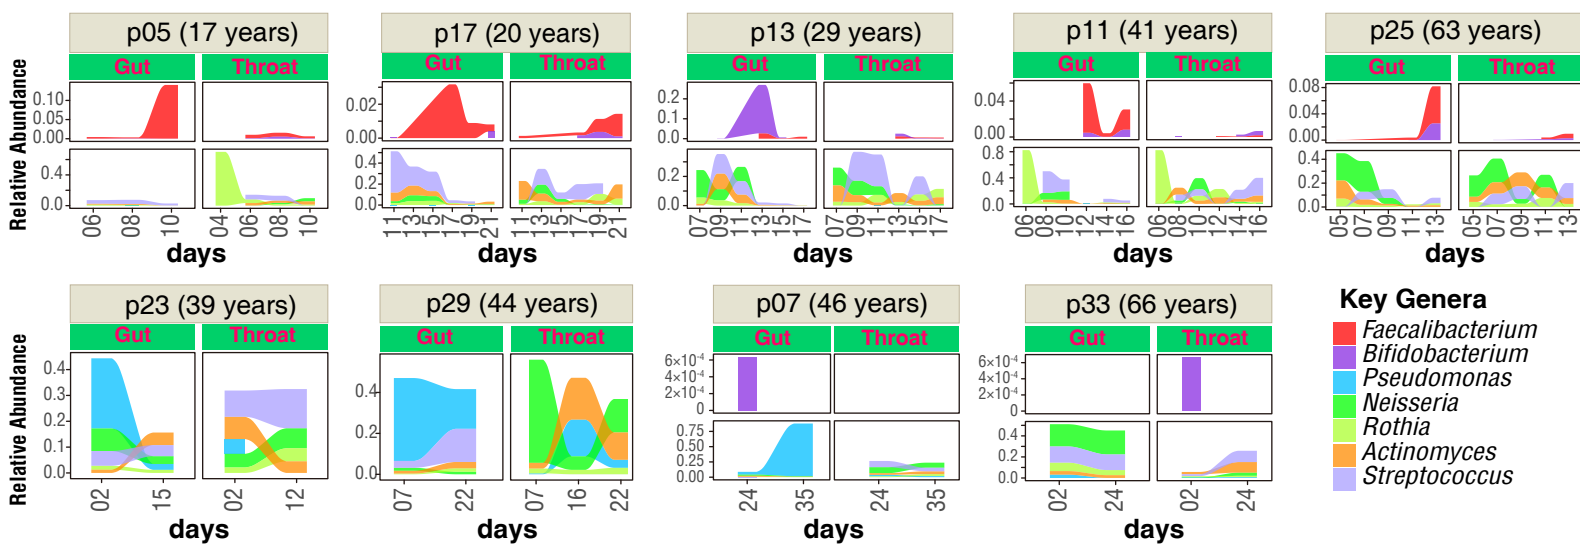 p05 (17 years) p17 (20 years) p13 (29 years) p11 (41 years) p25 (63 years)
Gut Throat Gut Throat Gut Throat Gut Throat Gut Throat
Relative Abundance
0.10
0.05
0.00
0.4
0.0
06 08 10 04 06 08 10
days
0.02
0.00
0.4
0.2
0.0
11 13 15 17 19 21 11 13 15 17 19 21
days
0.2
0.1
0.0
0.4
0.2
0.0
07 09 11 13 15 17 07 09 11 13 15 17
days
0.04
0.00
0.8
0.4
0.0
06 08 10 12 14 16 06 08 10 12 14 16
days
0.08
0.04
0.00
0.4
0.2
0.0
05 07 09 11 13 05 07 09 11 13
days
p23 (39 years) p29 (44 years) p07 (46 years) p33 (66 years)
Gut Throat Gut Throat Gut Throat Gut Throat
Relative Abundance
0.4
0.3
0.2
0.1
0.0
02 15 02 12
days
0.4
0.2
0.0
07 22 07 16 22
days
6×10⁻⁴
4×10⁻⁴
2×10⁻⁴
0
0.75
0.50
0.25
0.00
24 35 24 35
days
6×10⁻⁴
4×10⁻⁴
2×10⁻⁴
0
0.4
0.2
0.0
02 24 02 24
days
Key Genera
Faecalibacterium
Bifidobacterium
Pseudomonas
Neisseria
Rothia
Actinomyces
Streptococcus